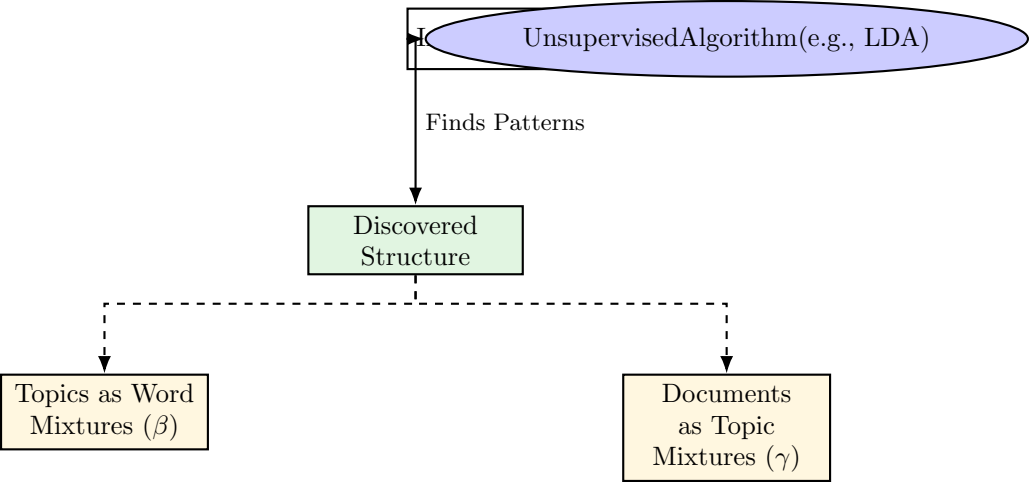 UnsupervisedAlgorithm(e.g., LDA)
Finds Patterns
Discovered
Structure
Topics as Word
Mixtures (β)
Documents
as Topic
Mixtures (γ)